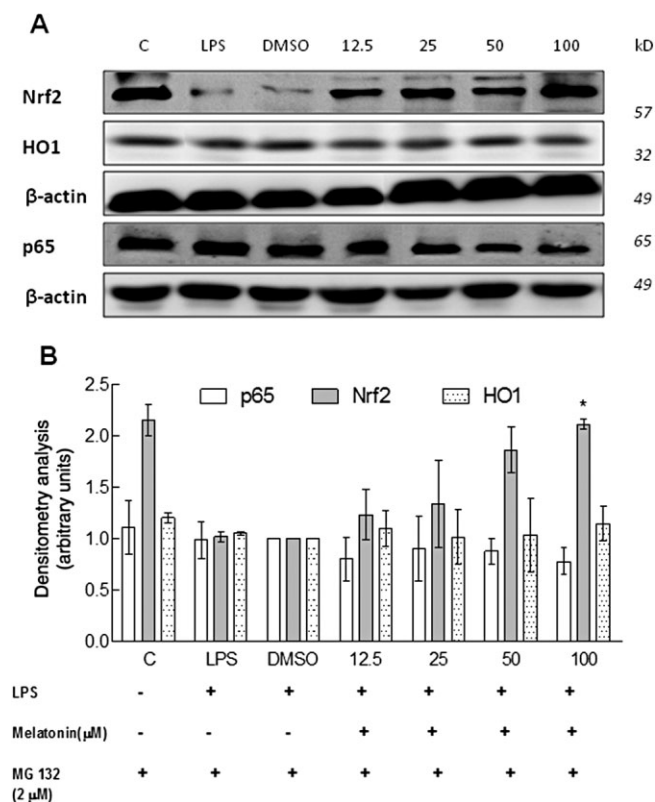 A
C LPS DMSO 12.5 25 50 100 kD
Nrf2
57
HO1
32
β-actin
49
p65
65
β-actin
49
B
p65 Nrf2 HO1
Densitometry analysis
(arbitrary units)
2.5
2.0
*
1.5
1.0
0.5
0.0
C LPS DMSO 12.5 25 50 100
LPS - + + + + + +
Melatonin(μM) - - - + + + +
MG 132 + + + + + + +
(2 μM)